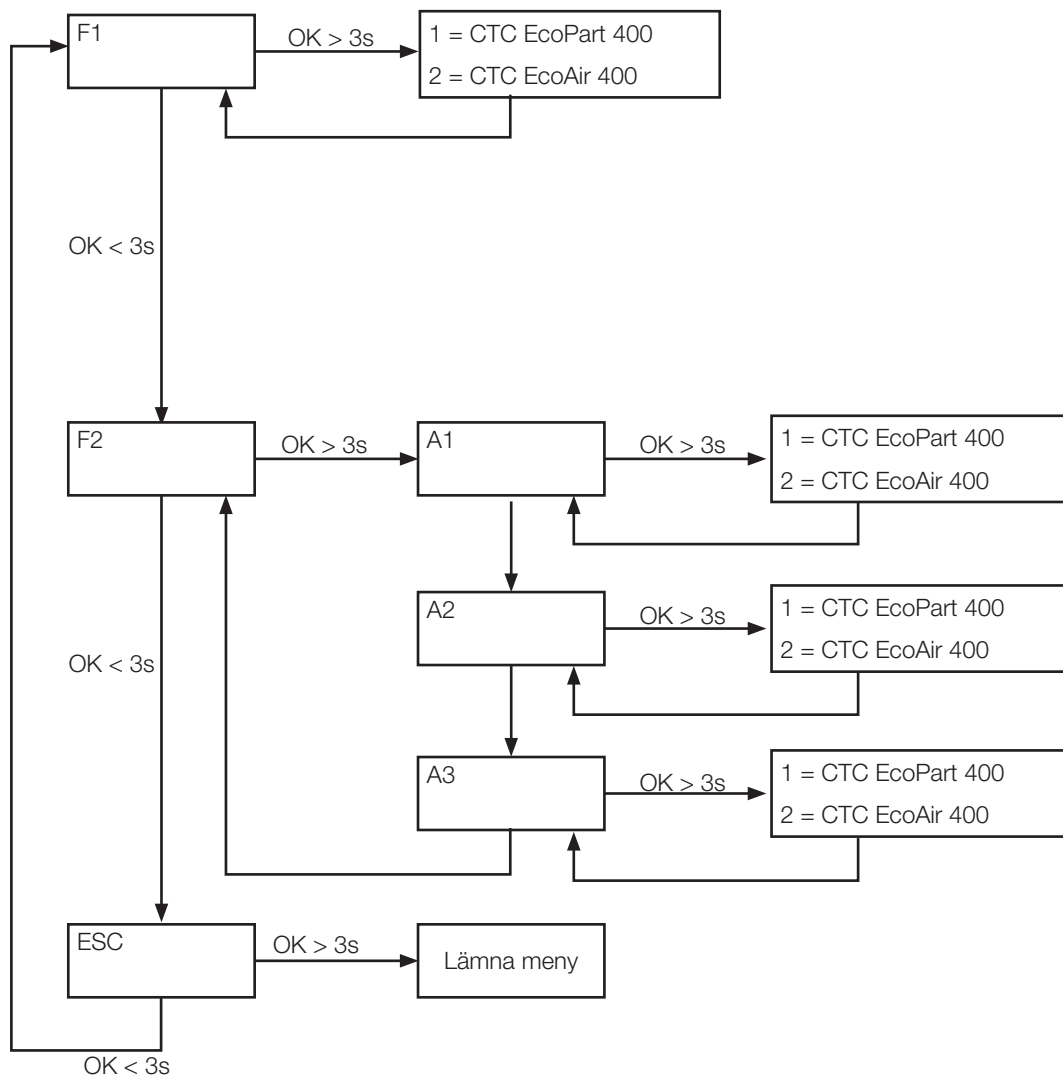 F1
OK > 3s
1 = CTC EcoPart 400
2 = CTC EcoAir 400
OK < 3s
F2
OK > 3s
A1
OK > 3s
1 = CTC EcoPart 400
2 = CTC EcoAir 400
A2
OK > 3s
1 = CTC EcoPart 400
2 = CTC EcoAir 400
OK < 3s
A3
OK > 3s
1 = CTC EcoPart 400
2 = CTC EcoAir 400
ESC
OK > 3s
Lämna meny
OK < 3s